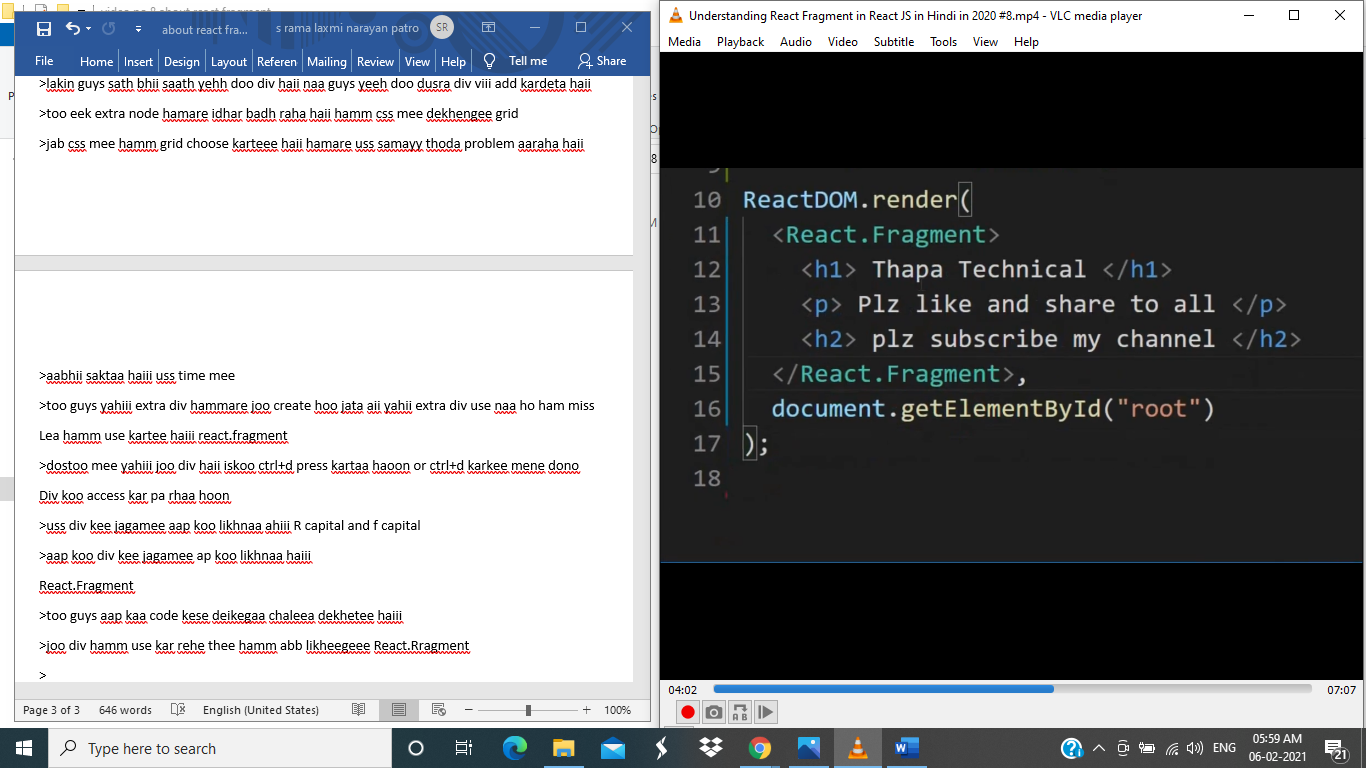 video no 8 about react fragment
about react fra...
s rama laxmi narayan patro
SR
File Home Insert Design Layout Referen Mailing Review View Help Tell me Share
>lakin guys sath bhii saath yehh doo div haii naa guys yeeh doo dusra div viii add kardeta haii
>too eek extra node hamare idhar badh raha haii hamm css mee dekhengee grid
>jab css mee hamm grid choose karteee haii hamare uss samayy thoda problem aaraha haii
>aabhii saktaa haiii uss time mee
>too guys yahiii extra div hammare joo create hoo jata aii yahii extra div use naa ho ham miss
Lea hamm use kartee haiii react.fragment
>dostoo mee yahiii joo div haii iskoo ctrl+d press kartaa haoon or ctrl+d karkee mene dono
Div koo access kar pa rhaa hoon
>uss div kee jagamee aap koo likhnaa ahiii R capital and f capital
>aap koo div kee jagamee ap koo likhnaa haiii
React.Fragment
>too guys aap kaa code kese deikegaa chaleea dekhetee haiii
>joo div hamm use kar rehe thee hamm abb likheegeee React.Rragment
>
Page 3 of 3 646 words English (United States) 100%
Understanding React Fragment in React JS in Hindi in 2020 #8.mp4 - VLC media player
Media Playback Audio Video Subtitle Tools View Help
10 ReactDOM.render(
11 <React.Fragment>
12 <h1> Thapa Technical </h1>
13 <p> Plz like and share to all </p>
14 <h2> plz subscribe my channel </h2>
15 </React.Fragment>,
16 document.getElementById("root")
17 );
18
04:02
07:07
Type here to search
ENG
05:59 AM
06-02-2021
21